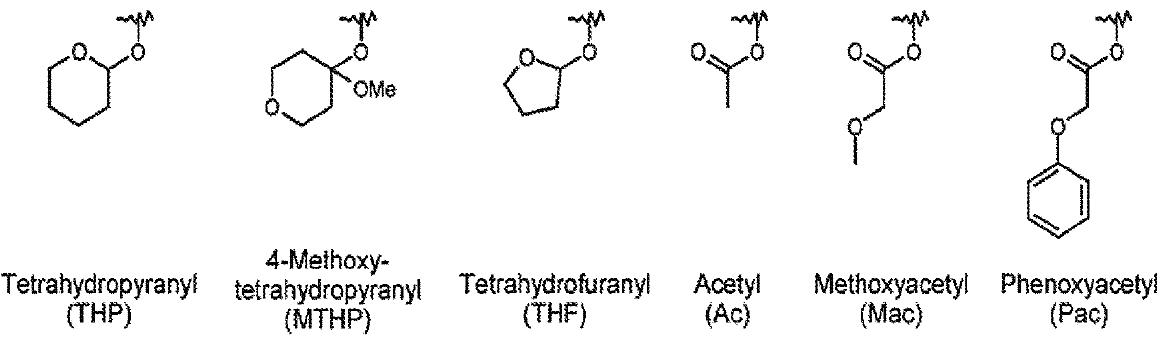 O O
O OMe
O
O O
O O
O
O O
O
Tetrahydropyranyl
(THP)
4-Methoxy-
tetrahydropyranyl
(MTHP)
Tetrahydrofuranyl
(THF)
Acetyl
(Ac)
Methoxyacetyl
(Mac)
Phenoxyacetyl
(Pac)